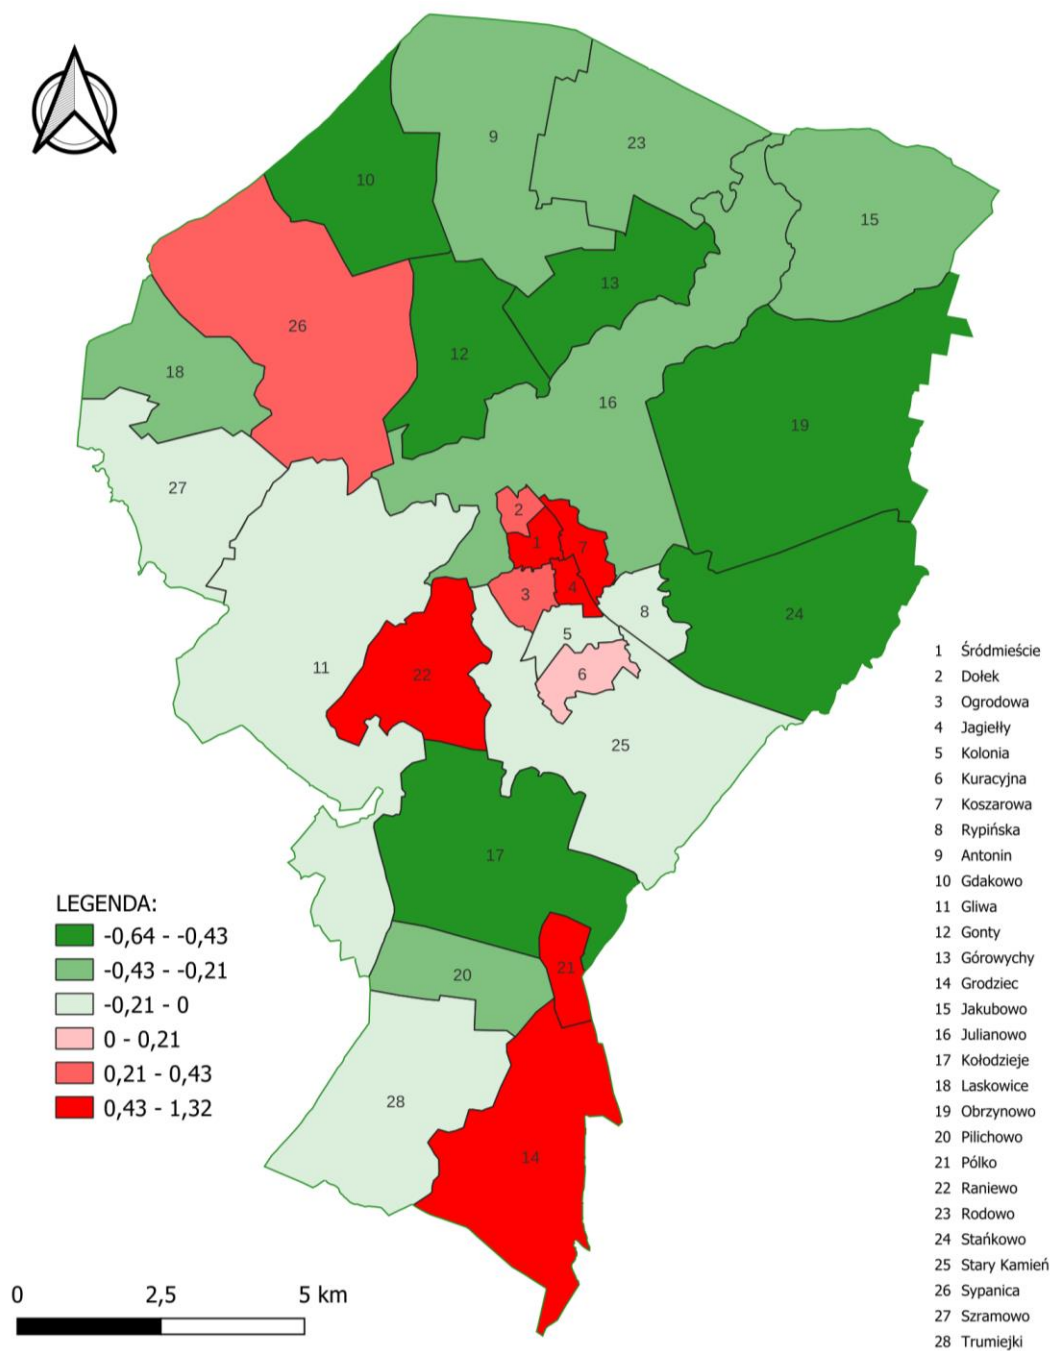 9
23
10
15
13
26
12
18
16
19
27
2
1
7
3
4
8
24
5
11
22
6
25
17
20
21
28
14
LEGENDA:
-0,64 - -0,43
-0,43 - -0,21
-0,21 - 0
0 - 0,21
0,21 - 0,43
0,43 - 1,32
0 2,5 5 km
1 Śródmieście
2 Dołek
3 Ogrodowa
4 Jagiełły
5 Kolonia
6 Kuracyjna
7 Koszarowa
8 Rypińska
9 Antonin
10 Gdakowo
11 Gliwa
12 Gonty
13 Górowychy
14 Grodziec
15 Jakubowo
16 Julianowo
17 Kołodzieje
18 Laskowice
19 Obrzynowo
20 Pilichowo
21 Pólko
22 Raniewo
23 Rodowo
24 Stańkowo
25 Stary Kamień
26 Sypanica
27 Szramowo
28 Trumiejki